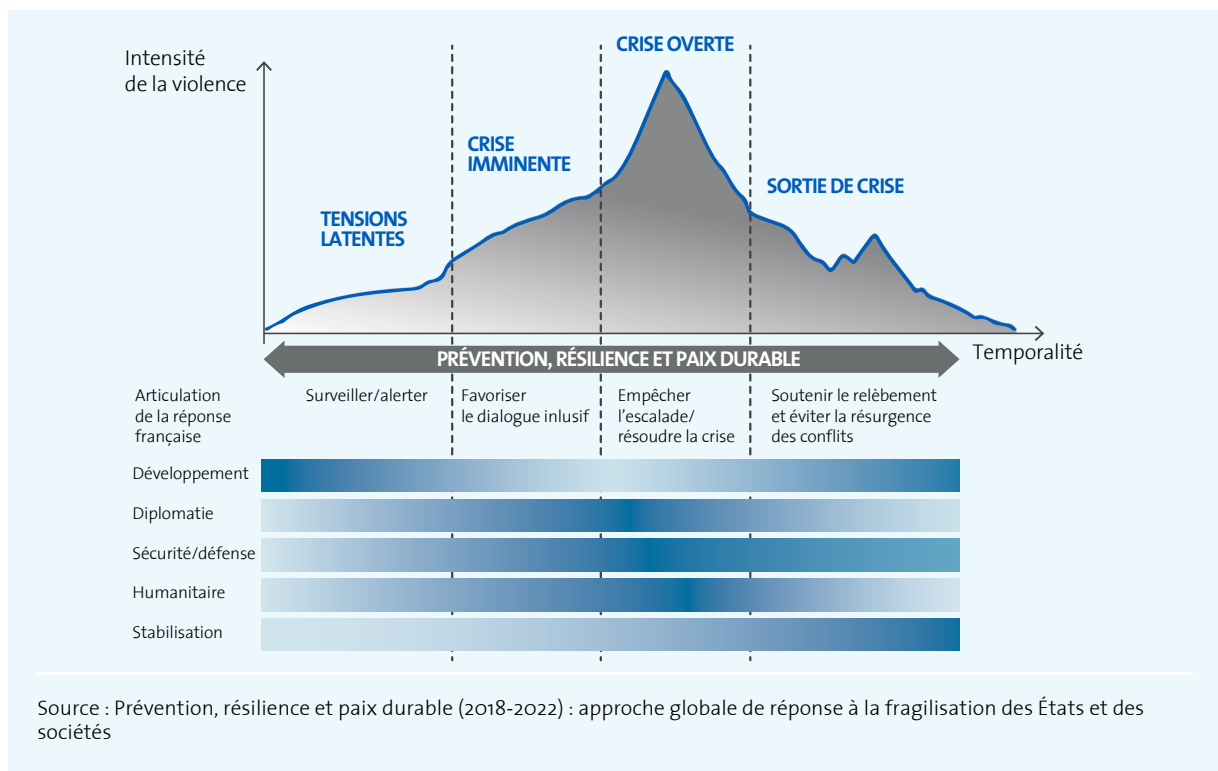 Intensité
de la violence
CRISE OVERTE
CRISE
IMMINENTE
SORTIE DE CRISE
TENSIONS
LATENTES
PRÉVENTION, RÉSILIENCE ET PAIX DURABLE
Temporalité
Articulation
de la réponse
française
Surveiller/alerter
Favoriser
le dialogue inlusif
Empêcher
l’escalade/
résoudre la crise
Soutenir le relèbement
et éviter la résurgence
des conflits
Développement
Diplomatie
Sécurité/défense
Humanitaire
Stabilisation
Source : Prévention, résilience et paix durable (2018-2022) : approche globale de réponse à la fragilisation des États et des
sociétés